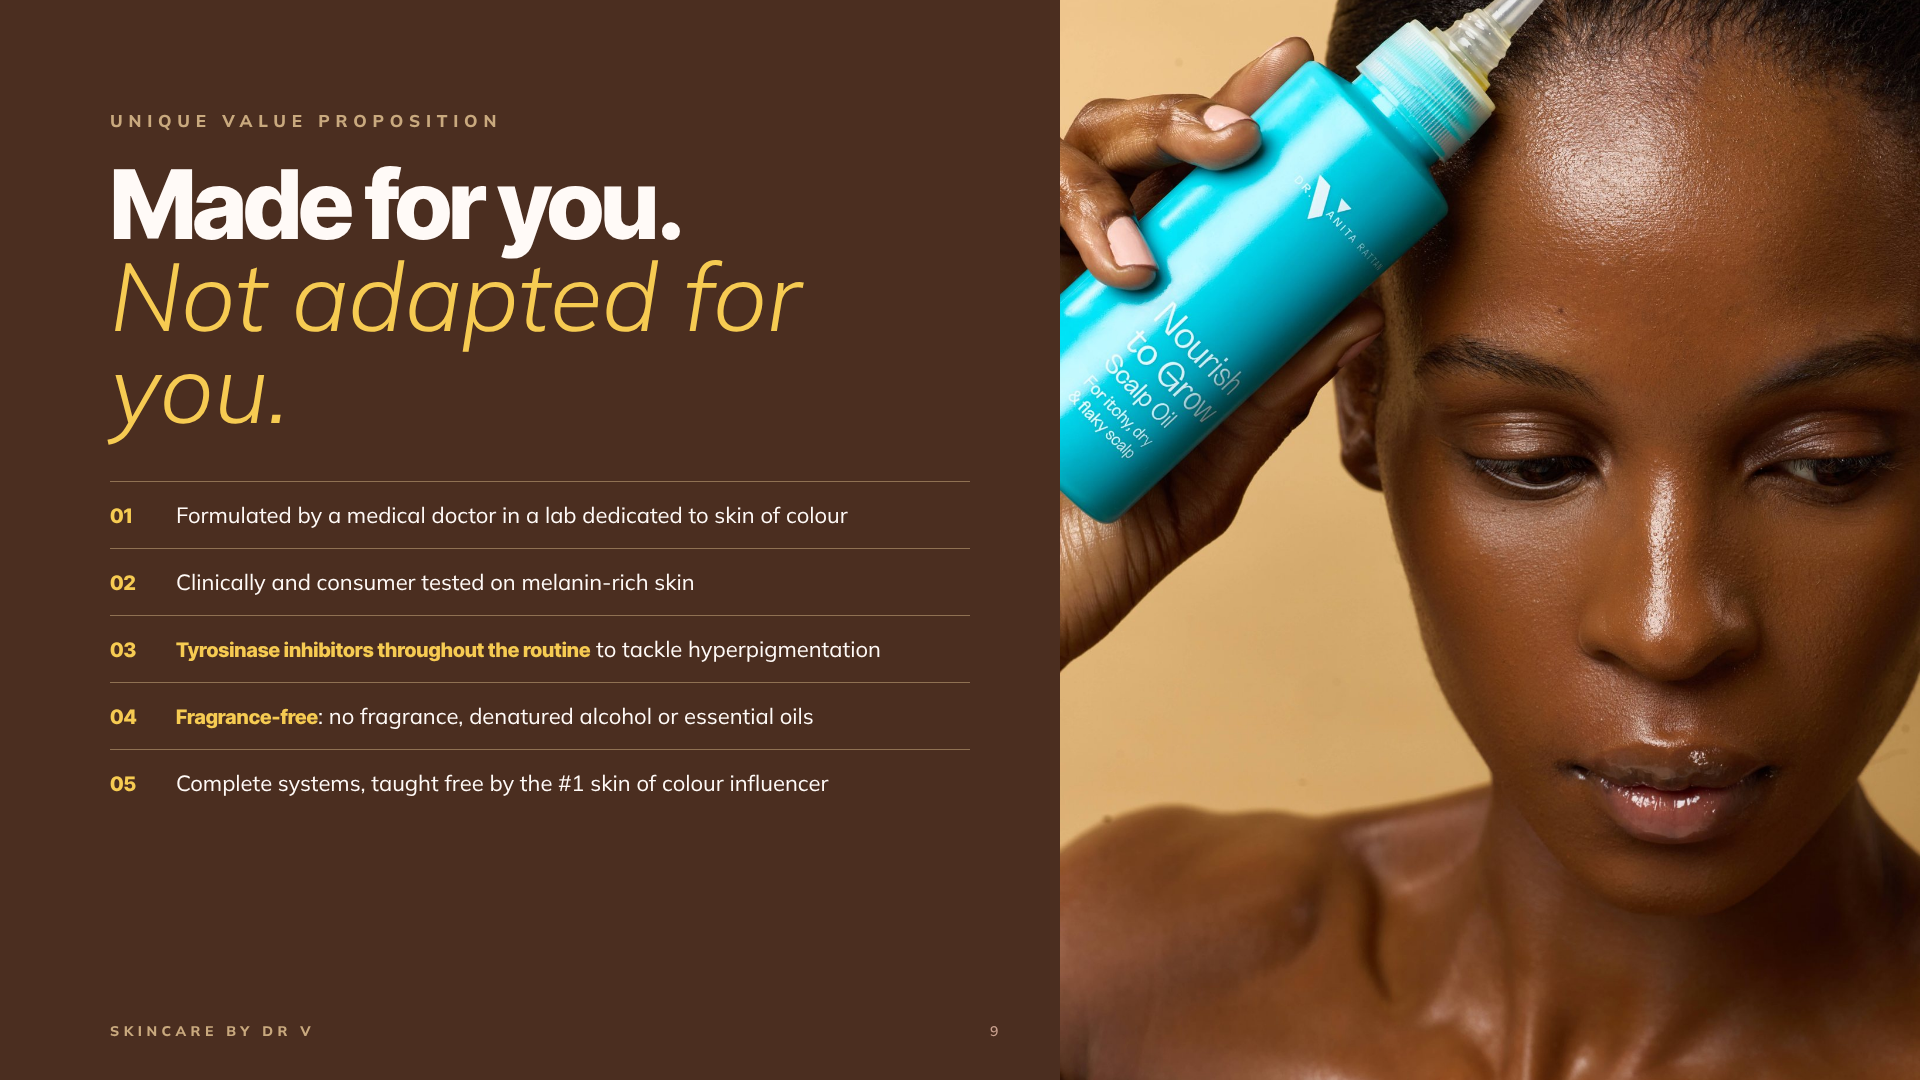 UNIQUE VALUE PROPOSITION
Made for you.
Not adapted for
you.
01 Formulated by a medical doctor in a lab dedicated to skin of colour
02 Clinically and consumer tested on melanin-rich skin
03 Tyrosinase inhibitors throughout the routine to tackle hyperpigmentation
04 Fragrance-free: no fragrance, denatured alcohol or essential oils
05 Complete systems, taught free by the #1 skin of colour influencer
SKINCARE BY DR V
9
DR. VANITA RATTAN
Nourish
to Grow
Scalp Oil
For itchy, dry
& flaky scalp